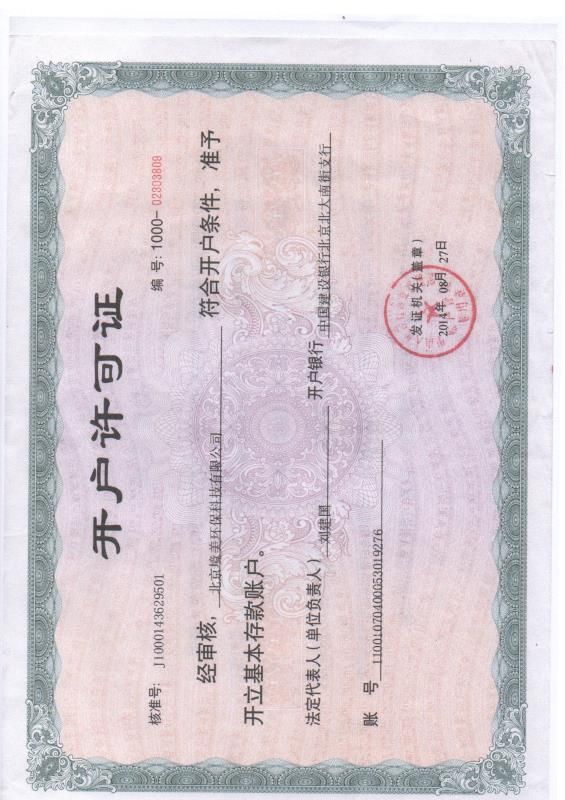 开户许可证
核准号: J1000143629501 编 号: 1000-02303809
经审核, 北京境美环保科技有限公司 符合开户条件, 准予
开立基本存款账户。
法定代表人(单位负责人) 刘建国 开户银行 中国建设银行北京北大南街支行
账 号 11001070400053019276
发证机关(盖章)
2014年 08月 27日